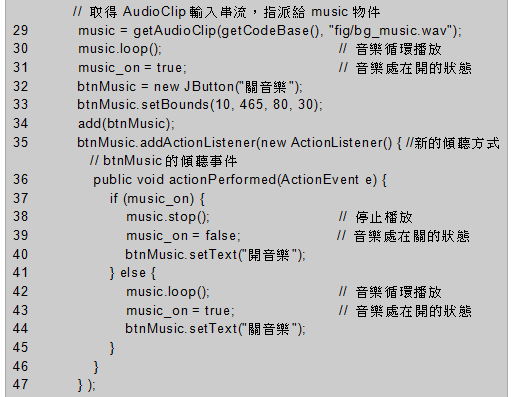 // 取得 AudioClip 輸入串流，指派給 music 物件
29 music = getAudioClip(getCodeBase(), "fig/bg_music.wav");
30 music.loop(); // 音樂循環播放
31 music_on = true; // 音樂處在開的狀態
32 btnMusic = new JButton("關音樂");
33 btnMusic.setBounds(10, 465, 80, 30);
34 add(btnMusic);
35 btnMusic.addActionListener(new ActionListener() { //新的傾聽方式
// btnMusic 的傾聽事件
36 public void actionPerformed(ActionEvent e) {
37 if (music_on) {
38 music.stop(); // 停止播放
39 music_on = false; // 音樂處在關的狀態
40 btnMusic.setText("開音樂");
41 } else {
42 music.loop(); // 音樂循環播放
43 music_on = true; // 音樂處在開的狀態
44 btnMusic.setText("關音樂");
45 }
46 }
47 } );